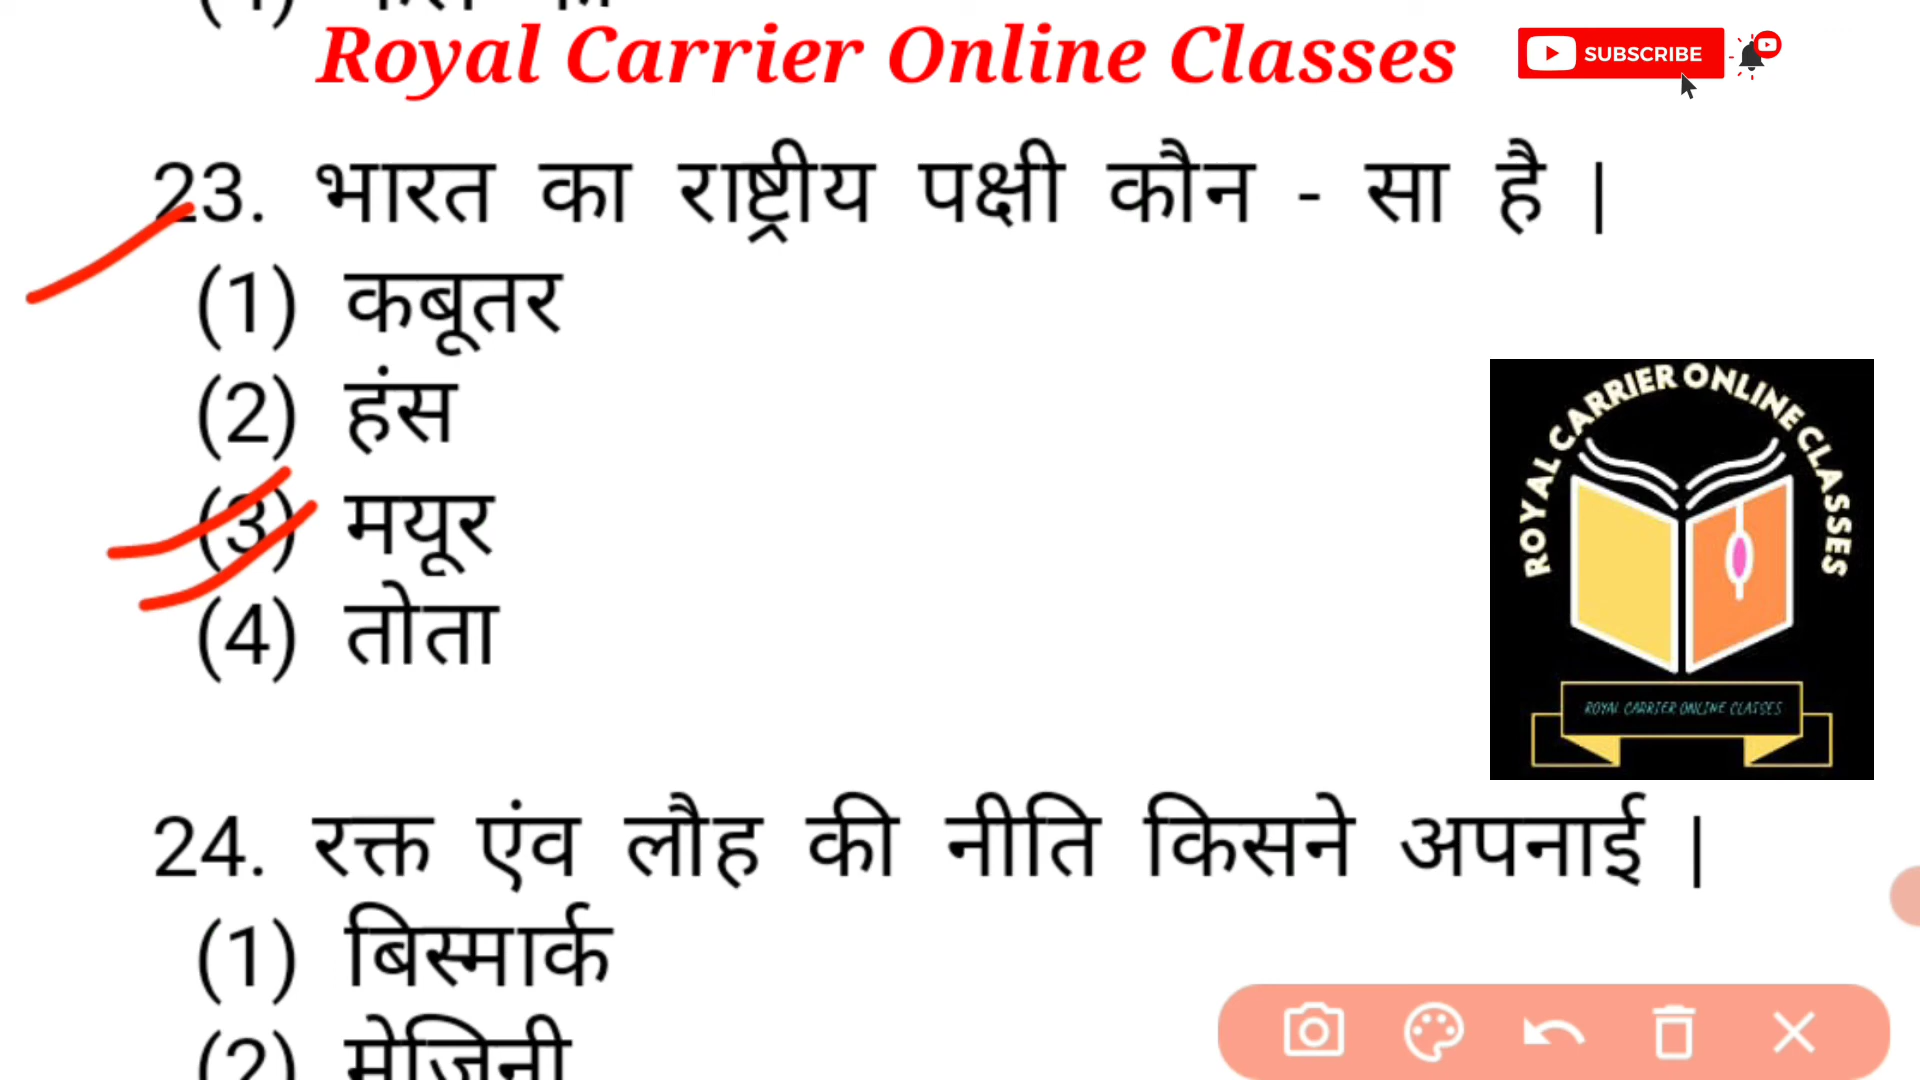 Royal Carrier Online Classes
SUBSCRIBE
23. भारत का राष्ट्रीय पक्षी कौन - सा है |
(1) कबूतर
(2) हंस
(3) मयूर
(4) तोता
ROYAL CARRIER ONLINE CLASSES
ROYAL CARRIER ONLINE CLASSES
24. रक्त एंव लौह की नीति किसने अपनाई |
(1) बिस्मार्क
(2) मेजिनी